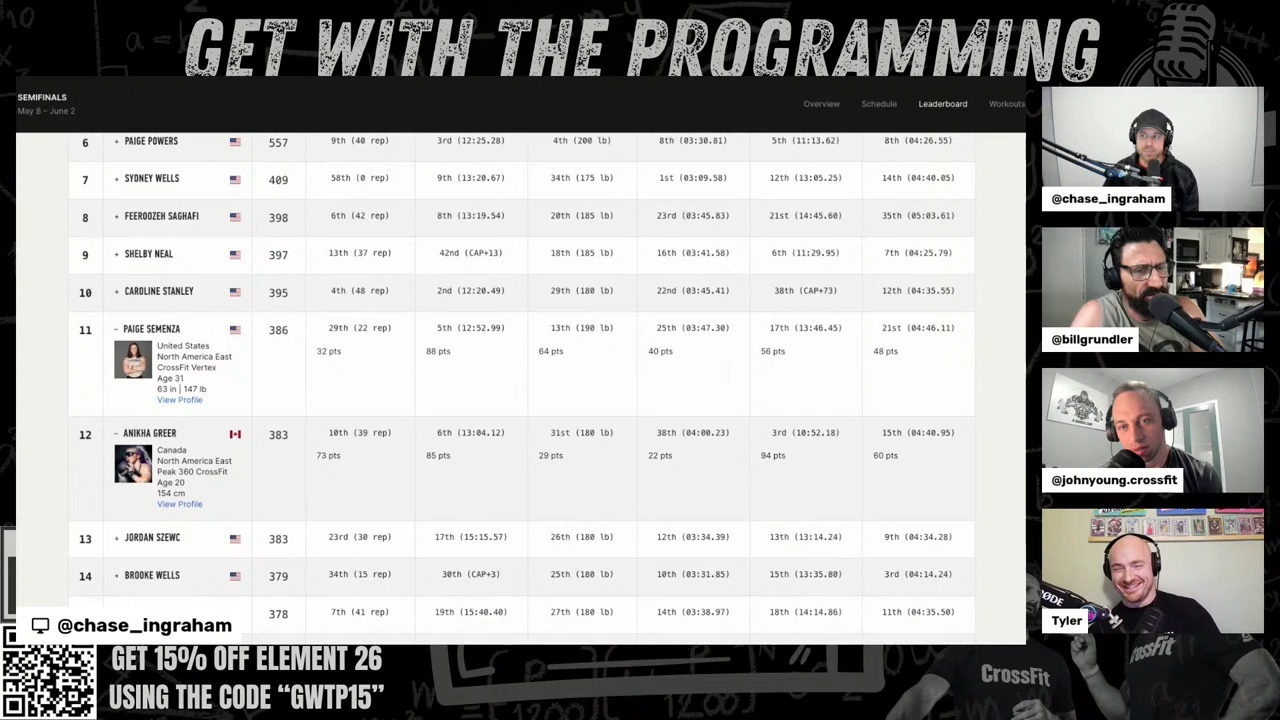 GET WITH THE PROGRAMMING
SEMIFINALS
May 8 – June 2
Overview Schedule Leaderboard Workouts
6 + PAIGE POWERS 557 9th (40 rep) 3rd (12:25.28) 4th (200 lb) 8th (03:30.81) 5th (11:13.62) 8th (04:26.55)
7 + SYDNEY WELLS 409 58th (0 rep) 9th (13:20.67) 34th (175 lb) 1st (03:09.58) 12th (13:05.25) 14th (04:40.05)
8 + FEEROOZEH SAGHAFI 398 6th (42 rep) 8th (13:19.54) 20th (185 lb) 23rd (03:45.83) 21st (14:45.60) 35th (05:03.61)
9 + SHELBY NEAL 397 13th (37 rep) 42nd (CAP+13) 18th (185 lb) 16th (03:41.58) 6th (11:29.95) 7th (04:25.79)
10 + CAROLINE STANLEY 395 4th (48 rep) 2nd (12:20.49) 29th (180 lb) 22nd (03:45.41) 38th (CAP+73) 12th (04:35.55)
11 – PAIGE SEMENZA 386 29th (22 rep) 5th (12:52.99) 13th (190 lb) 25th (03:47.30) 17th (13:46.45) 21st (04:46.11)
32 pts 88 pts 64 pts 40 pts 56 pts 48 pts
United States
North America East
CrossFit Vertex
Age 31
63 in | 147 lb
View Profile
12 – ANIKHA GREER 383 10th (39 rep) 6th (13:04.12) 31st (180 lb) 38th (04:00.23) 3rd (10:52.18) 15th (04:40.95)
73 pts 85 pts 29 pts 22 pts 94 pts 60 pts
Canada
North America East
Peak 360 CrossFit
Age 20
154 cm
View Profile
13 + JORDAN SZEWC 383 23rd (30 rep) 17th (15:15.57) 26th (180 lb) 12th (03:34.39) 13th (13:14.24) 9th (04:34.28)
14 + BROOKE WELLS 379 34th (15 rep) 30th (CAP+3) 25th (180 lb) 10th (03:31.85) 15th (13:35.80) 3rd (04:14.24)
378 7th (41 rep) 19th (15:40.40) 27th (180 lb) 14th (03:38.97) 18th (14:14.86) 11th (04:35.50)
@chase_ingraham
GET 15% OFF ELEMENT 26
USING THE CODE “GWTP15”
@chase_ingraham
@billgrundler
@johnyoung.crossfit
Tyler
CrossFit
CrossFit